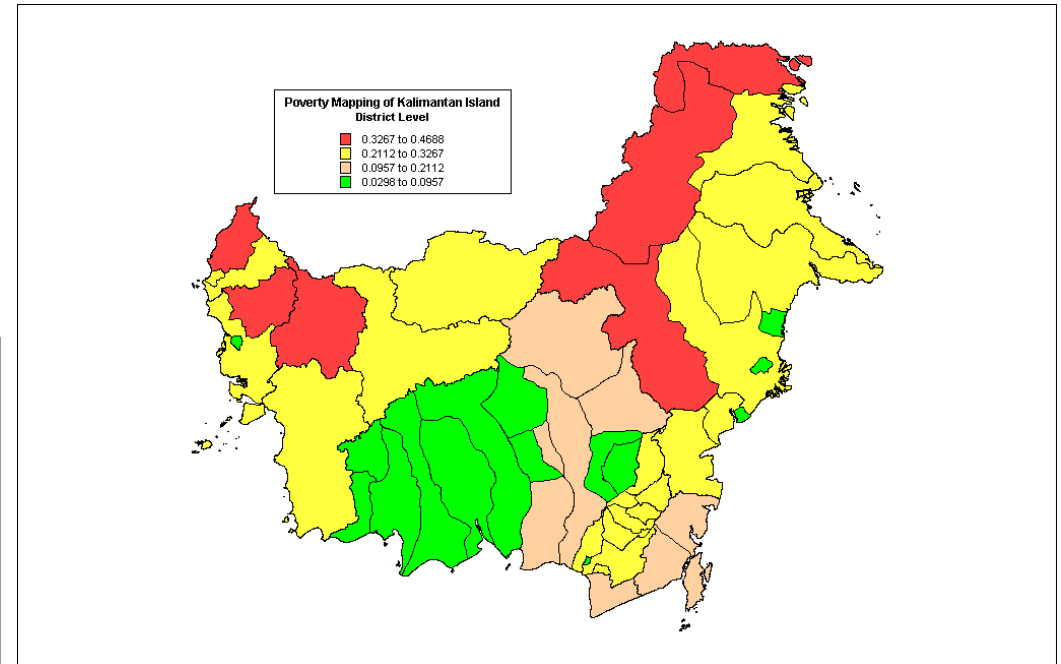 Poverty Mapping of Kalimantan Island
District Level
0.3267 to 0.4688
0.2112 to 0.3267
0.0957 to 0.2112
0.0298 to 0.0957